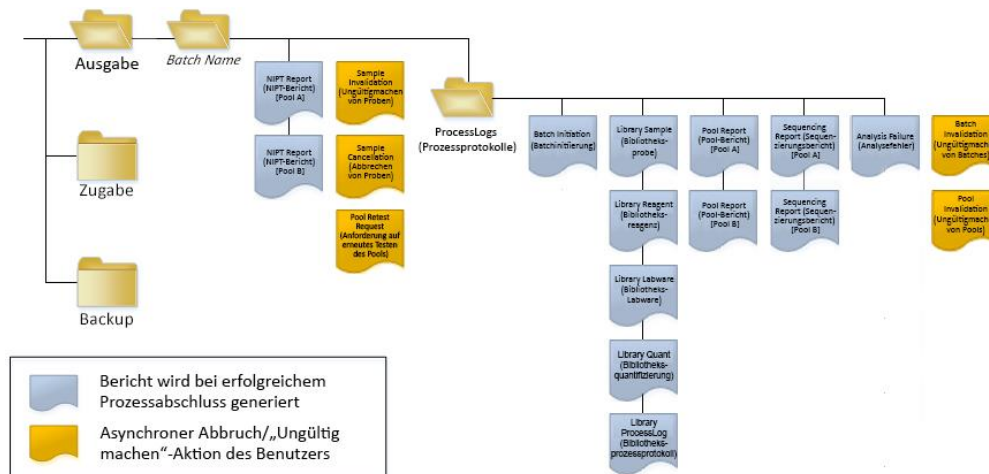 Ausgabe
Batch Name
Zugabe
Backup
NIPT Report
(NIPT-Bericht)
[Pool A]
NIPT Report
(NIPT-Bericht)
[Pool B]
Sample
Invalidation
(Ungültigmachen
von Proben)
Sample
Cancellation
(Abbrechen
von Proben)
Pool Retest
Request
(Anforderung auf
erneutes Testen
des Pools)
ProcessLogs
(Prozessprotokolle)
Batch Initiation
(Batchinitiierung)
Library Sample
(Bibliotheks-
probe)
Library Reagent
(Bibliotheks-
reagenz)
Library Labware
(Bibliotheks-
Labware)
Library Quant
(Bibliotheks-
quantifizierung)
Library
ProcessLog
(Bibliotheks-
prozessprotokoll)
Pool Report
(Pool-Bericht)
[Pool A]
Pool Report
(Pool-Bericht)
[Pool B]
Sequencing
Report (Sequen-
zierungsbericht)
[Pool A]
Sequencing
Report (Sequen-
zierungsbericht)
[Pool B]
Analysis Failure
(Analysefehler)
Batch
Invalidation
(Ungültigmach
von Batches)
Pool
Invalidation
(Ungültigmach
von Pools)
Bericht wird bei erfolgreichem
Prozessabschluss generiert
Asynchroner Abbruch/„Ungültig
machen“-Aktion des Benutzers